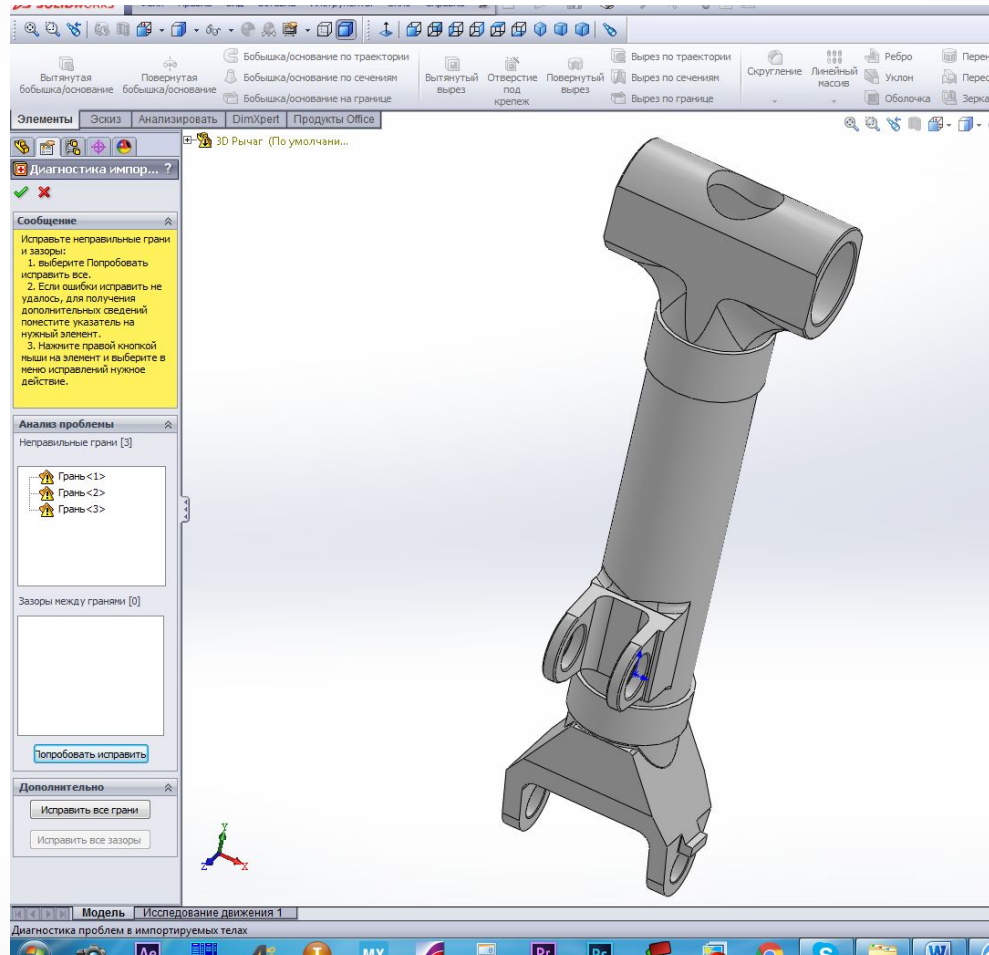 Бобышка/основание по траектории
Вырез по траектории
Ребро
Вытянутая бобышка/основание
Повернутая бобышка/основание
Бобышка/основание по сечениям
Вытянутый вырез
Отверстие под крепеж
Повернутый вырез
Вырез по сечениям
Скругление
Линейный массив
Уклон
Бобышка/основание на границе
Вырез по границе
Оболочка
Элементы Эскиз Анализировать DimXpert Продукты Office
3D Рычаг (По умолчани...
Диагностика импор... ?
Сообщение
Исправьте неправильные грани
и зазоры:
1. выберите Попробовать
исправить все.
2. Если ошибки исправить не
удалось, для получения
дополнительных сведений
поместите указатель на
нужный элемент.
3. Нажмите правой кнопкой
мыши на элемент и выберите в
меню исправлений нужное
действие.
Анализ проблемы
Неправильные грани [3]
Грань<1>
Грань<2>
Грань<3>
Зазоры между гранями [0]
Попробовать исправить
Дополнительно
Исправить все грани
Исправить все зазоры
Y
Z X
Модель Исследование движения 1
Диагностика проблем в импортируемых телах
Ae Pr Ps S W